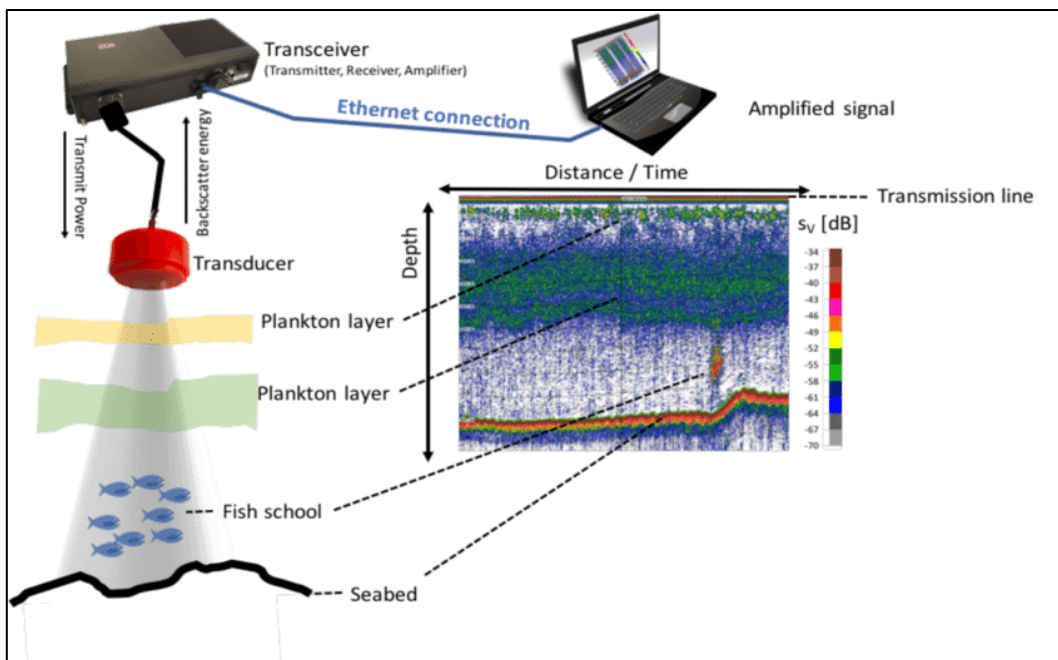 Transceiver
(Transmitter, Receiver, Amplifier)
Ethernet connection
Amplified signal
Transmit Power
Backscatter energy
Distance / Time
Transmission line
Depth
sV [dB]
Transducer
-34
-37
-40
-43
-46
-49
-52
-55
-58
-61
-64
-67
-70
Plankton layer
Plankton layer
Fish school
Seabed